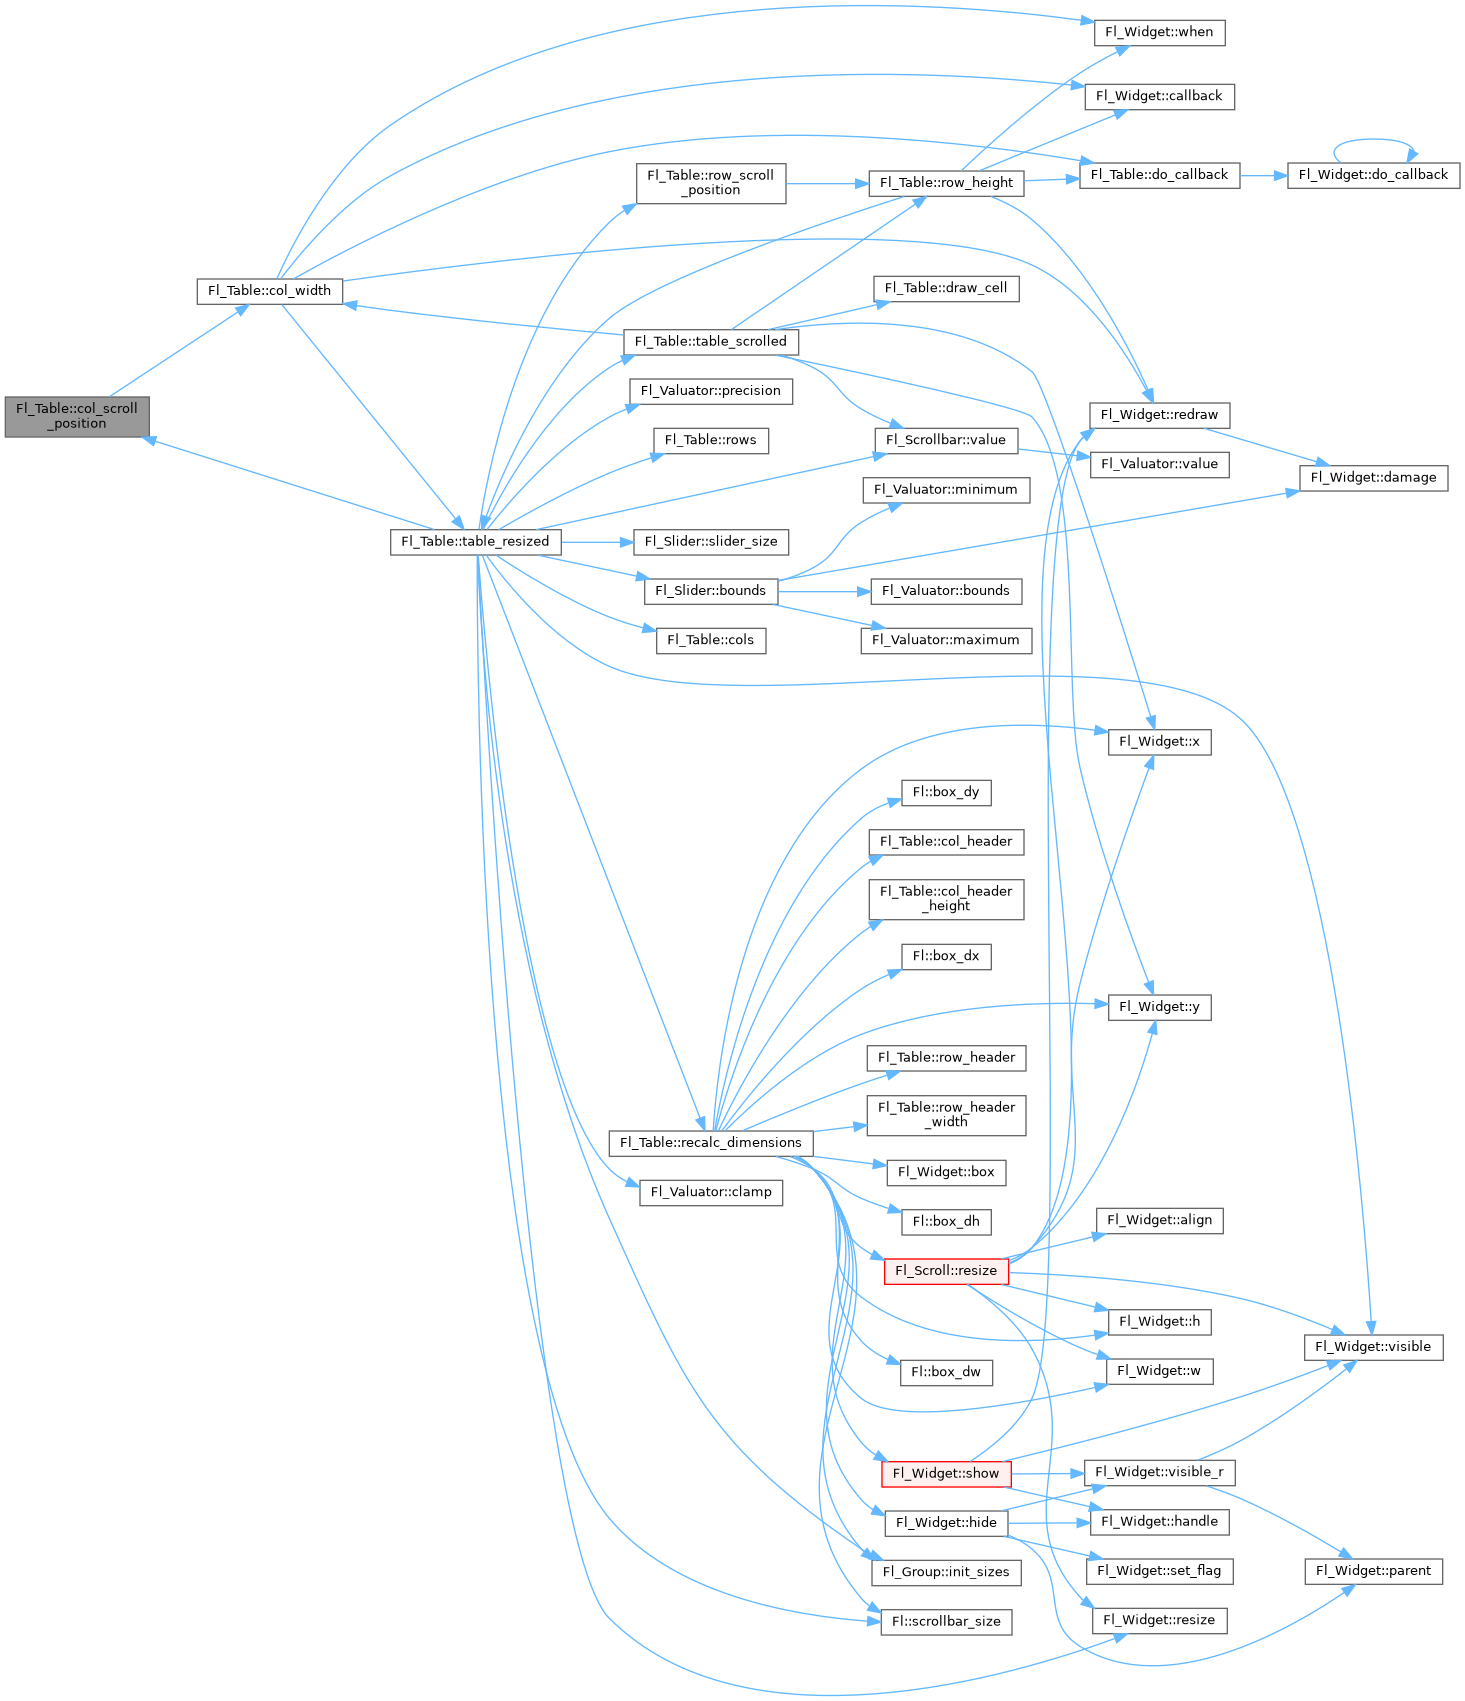 Fl_Widget::when
Fl_Widget::callback
Fl_Table::row_scroll
_position
Fl_Table::row_height
Fl_Table::do_callback
Fl_Widget::do_callback
Fl_Table::col_width
Fl_Table::draw_cell
Fl_Table::table_scrolled
Fl_Valuator::precision
Fl_Table::col_scroll
_position
Fl_Widget::redraw
Fl_Table::rows
Fl_Scrollbar::value
Fl_Valuator::value
Fl_Widget::damage
Fl_Valuator::minimum
Fl_Table::table_resized
Fl_Slider::slider_size
Fl_Slider::bounds
Fl_Valuator::bounds
Fl_Table::cols
Fl_Valuator::maximum
Fl_Widget::x
Fl::box_dy
Fl_Table::col_header
Fl_Table::col_header
_height
Fl::box_dx
Fl_Widget::y
Fl_Table::row_header
Fl_Table::row_header
_width
Fl_Table::recalc_dimensions
Fl_Widget::box
Fl_Valuator::clamp
Fl::box_dh
Fl_Widget::align
Fl_Scroll::resize
Fl_Widget::h
Fl_Widget::visible
Fl::box_dw
Fl_Widget::w
Fl_Widget::show
Fl_Widget::visible_r
Fl_Widget::hide
Fl_Widget::handle
Fl_Group::init_sizes
Fl_Widget::set_flag
Fl_Widget::parent
Fl::scrollbar_size
Fl_Widget::resize